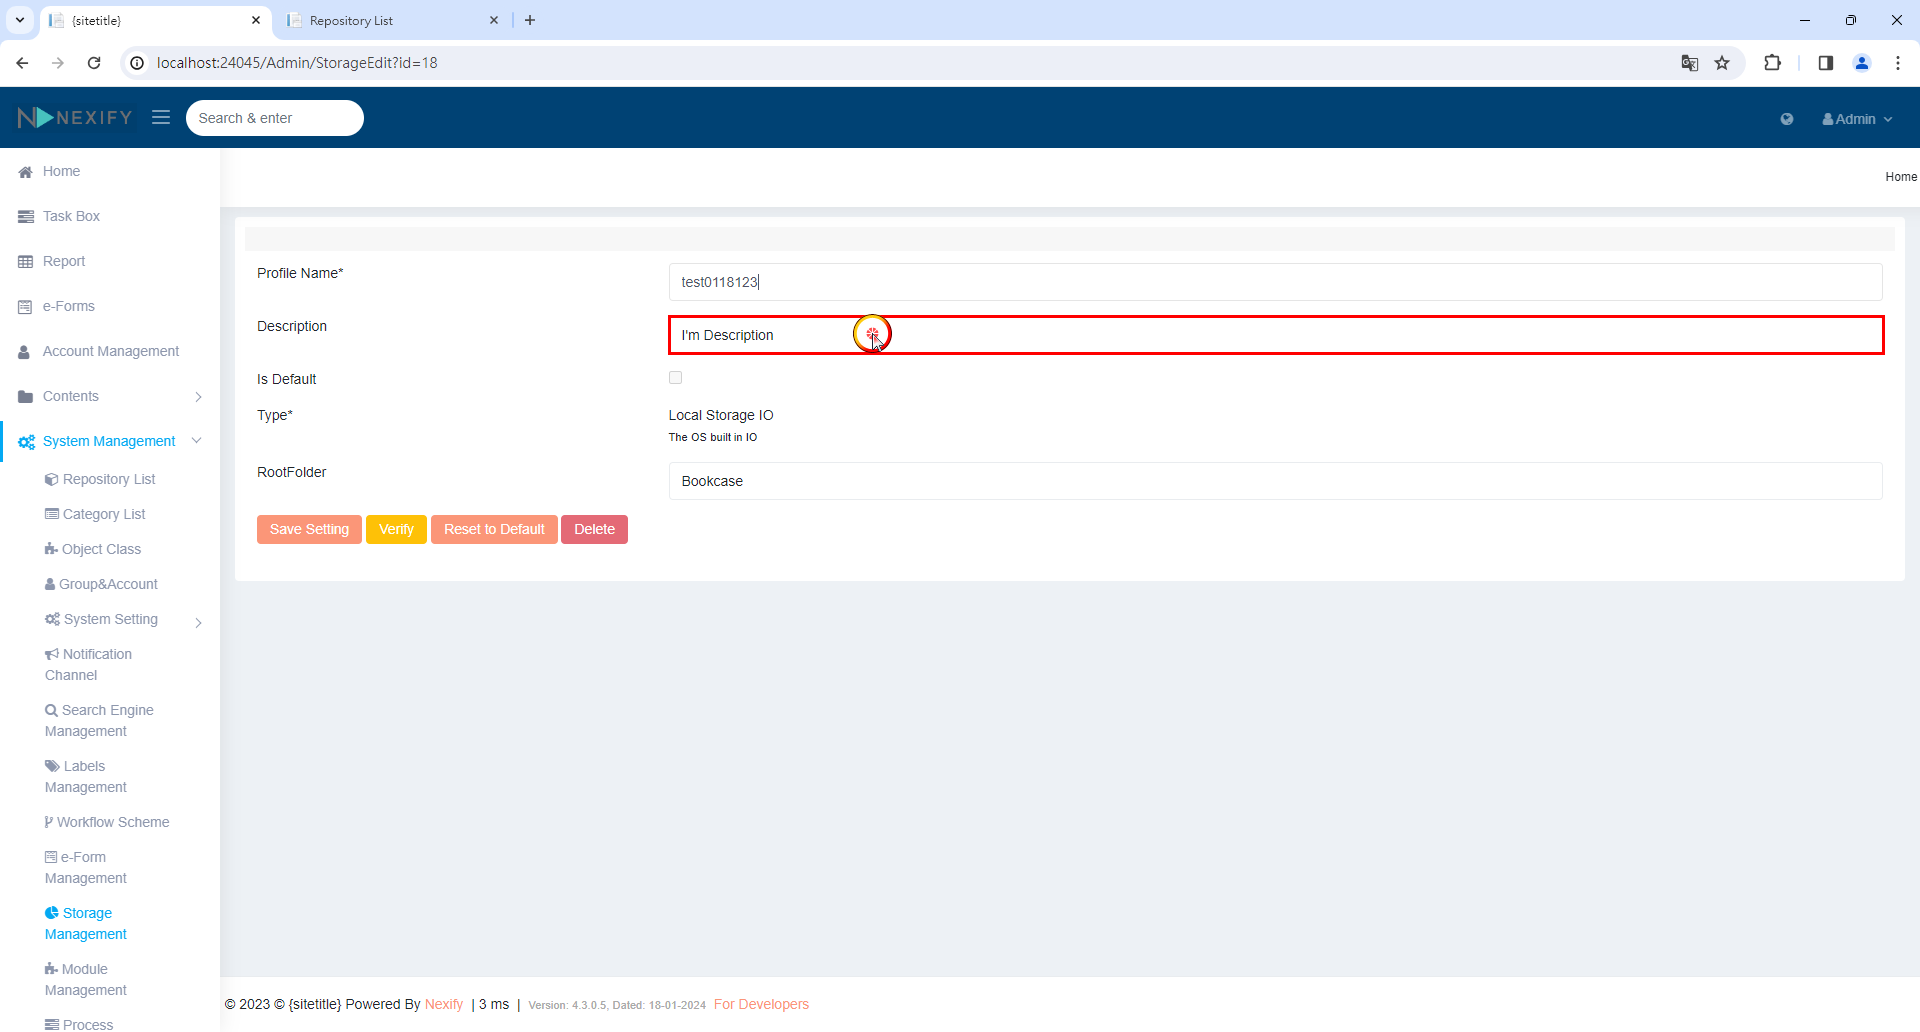 {sitetitle}
Repository List
localhost:24045/Admin/StorageEdit?id=18
NEXIFY
Search & enter
Admin
Home
Home
Task Box
Report
e-Forms
Account Management
Contents
System Management
Repository List
Category List
Object Class
Group&Account
System Setting
Notification
Channel
Search Engine
Management
Labels
Management
Workflow Scheme
e-Form
Management
Storage
Management
Module
Management
Process
Profile Name*
test0118123
Description
I'm Description
Is Default
Type*
Local Storage IO
The OS built in IO
RootFolder
Bookcase
Save Setting
Verify
Reset to Default
Delete
© 2023 © {sitetitle} Powered By Nexify | 3 ms | Version: 4.3.0.5, Dated: 18-01-2024 For Developers